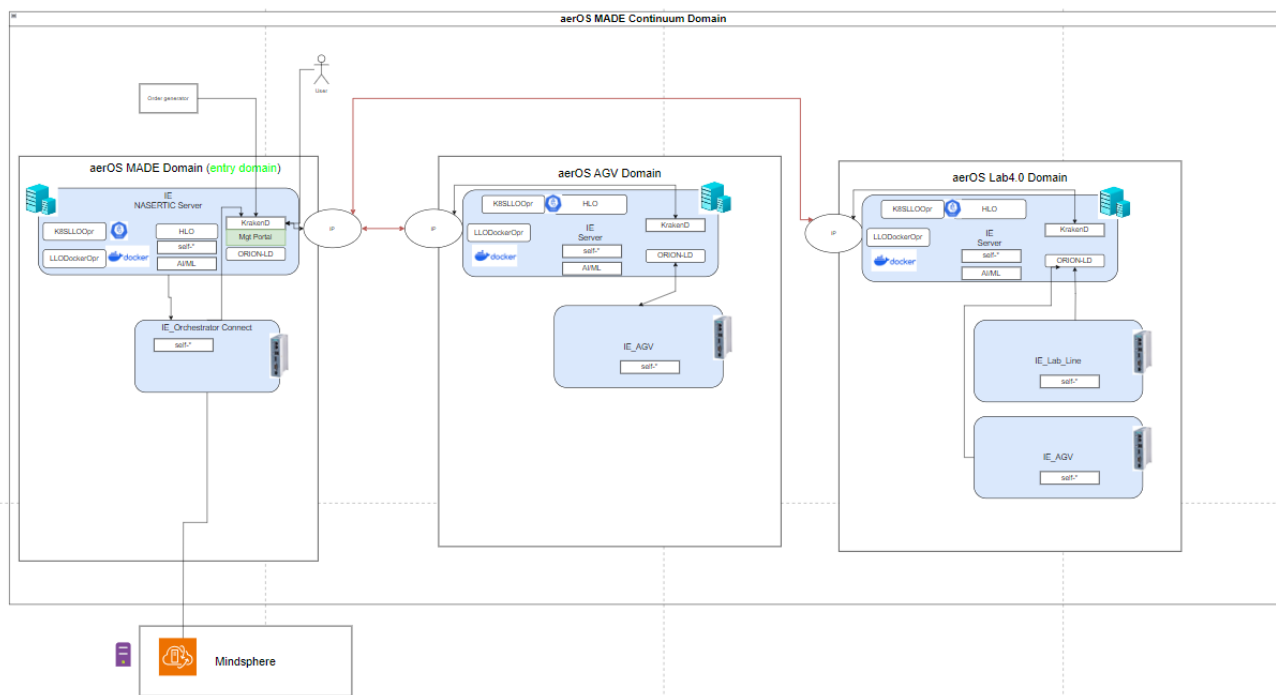 aerOS MADE Continuum Domain
User
Order generator
aerOS MADE Domain (entry domain)
IE
NASERTIC Server
K8SLLOOpr
HLO
KrakenD
self-*
Mgt Portal
LLODockerOpr
docker
AI/ML
ORION-LD
IP
IE_Orchestrator Connect
self-*
aerOS AGV Domain
K8SLLOOpr
HLO
KrakenD
IP
LLODockerOpr
IE
Server
self-*
docker
AI/ML
ORION-LD
IE_AGV
self-*
aerOS Lab4.0 Domain
K8SLLOOpr
HLO
KrakenD
IP
LLODockerOpr
IE
Server
self-*
docker
AI/ML
ORION-LD
IE_Lab_Line
self-*
IE_AGV
self-*
Mindsphere